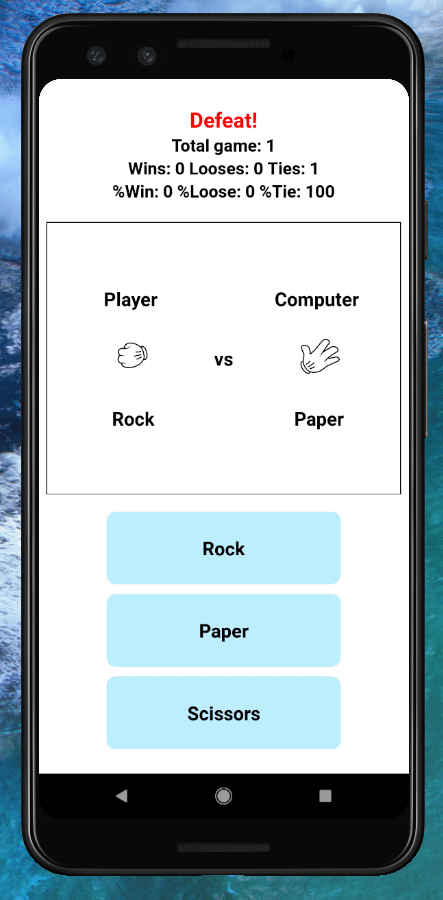 Defeat!
Total game: 1
Wins: 0 Looses: 0 Ties: 1
%Win: 0 %Loose: 0 %Tie: 100
Player
Computer
vs
Rock
Paper
Rock
Paper
Scissors